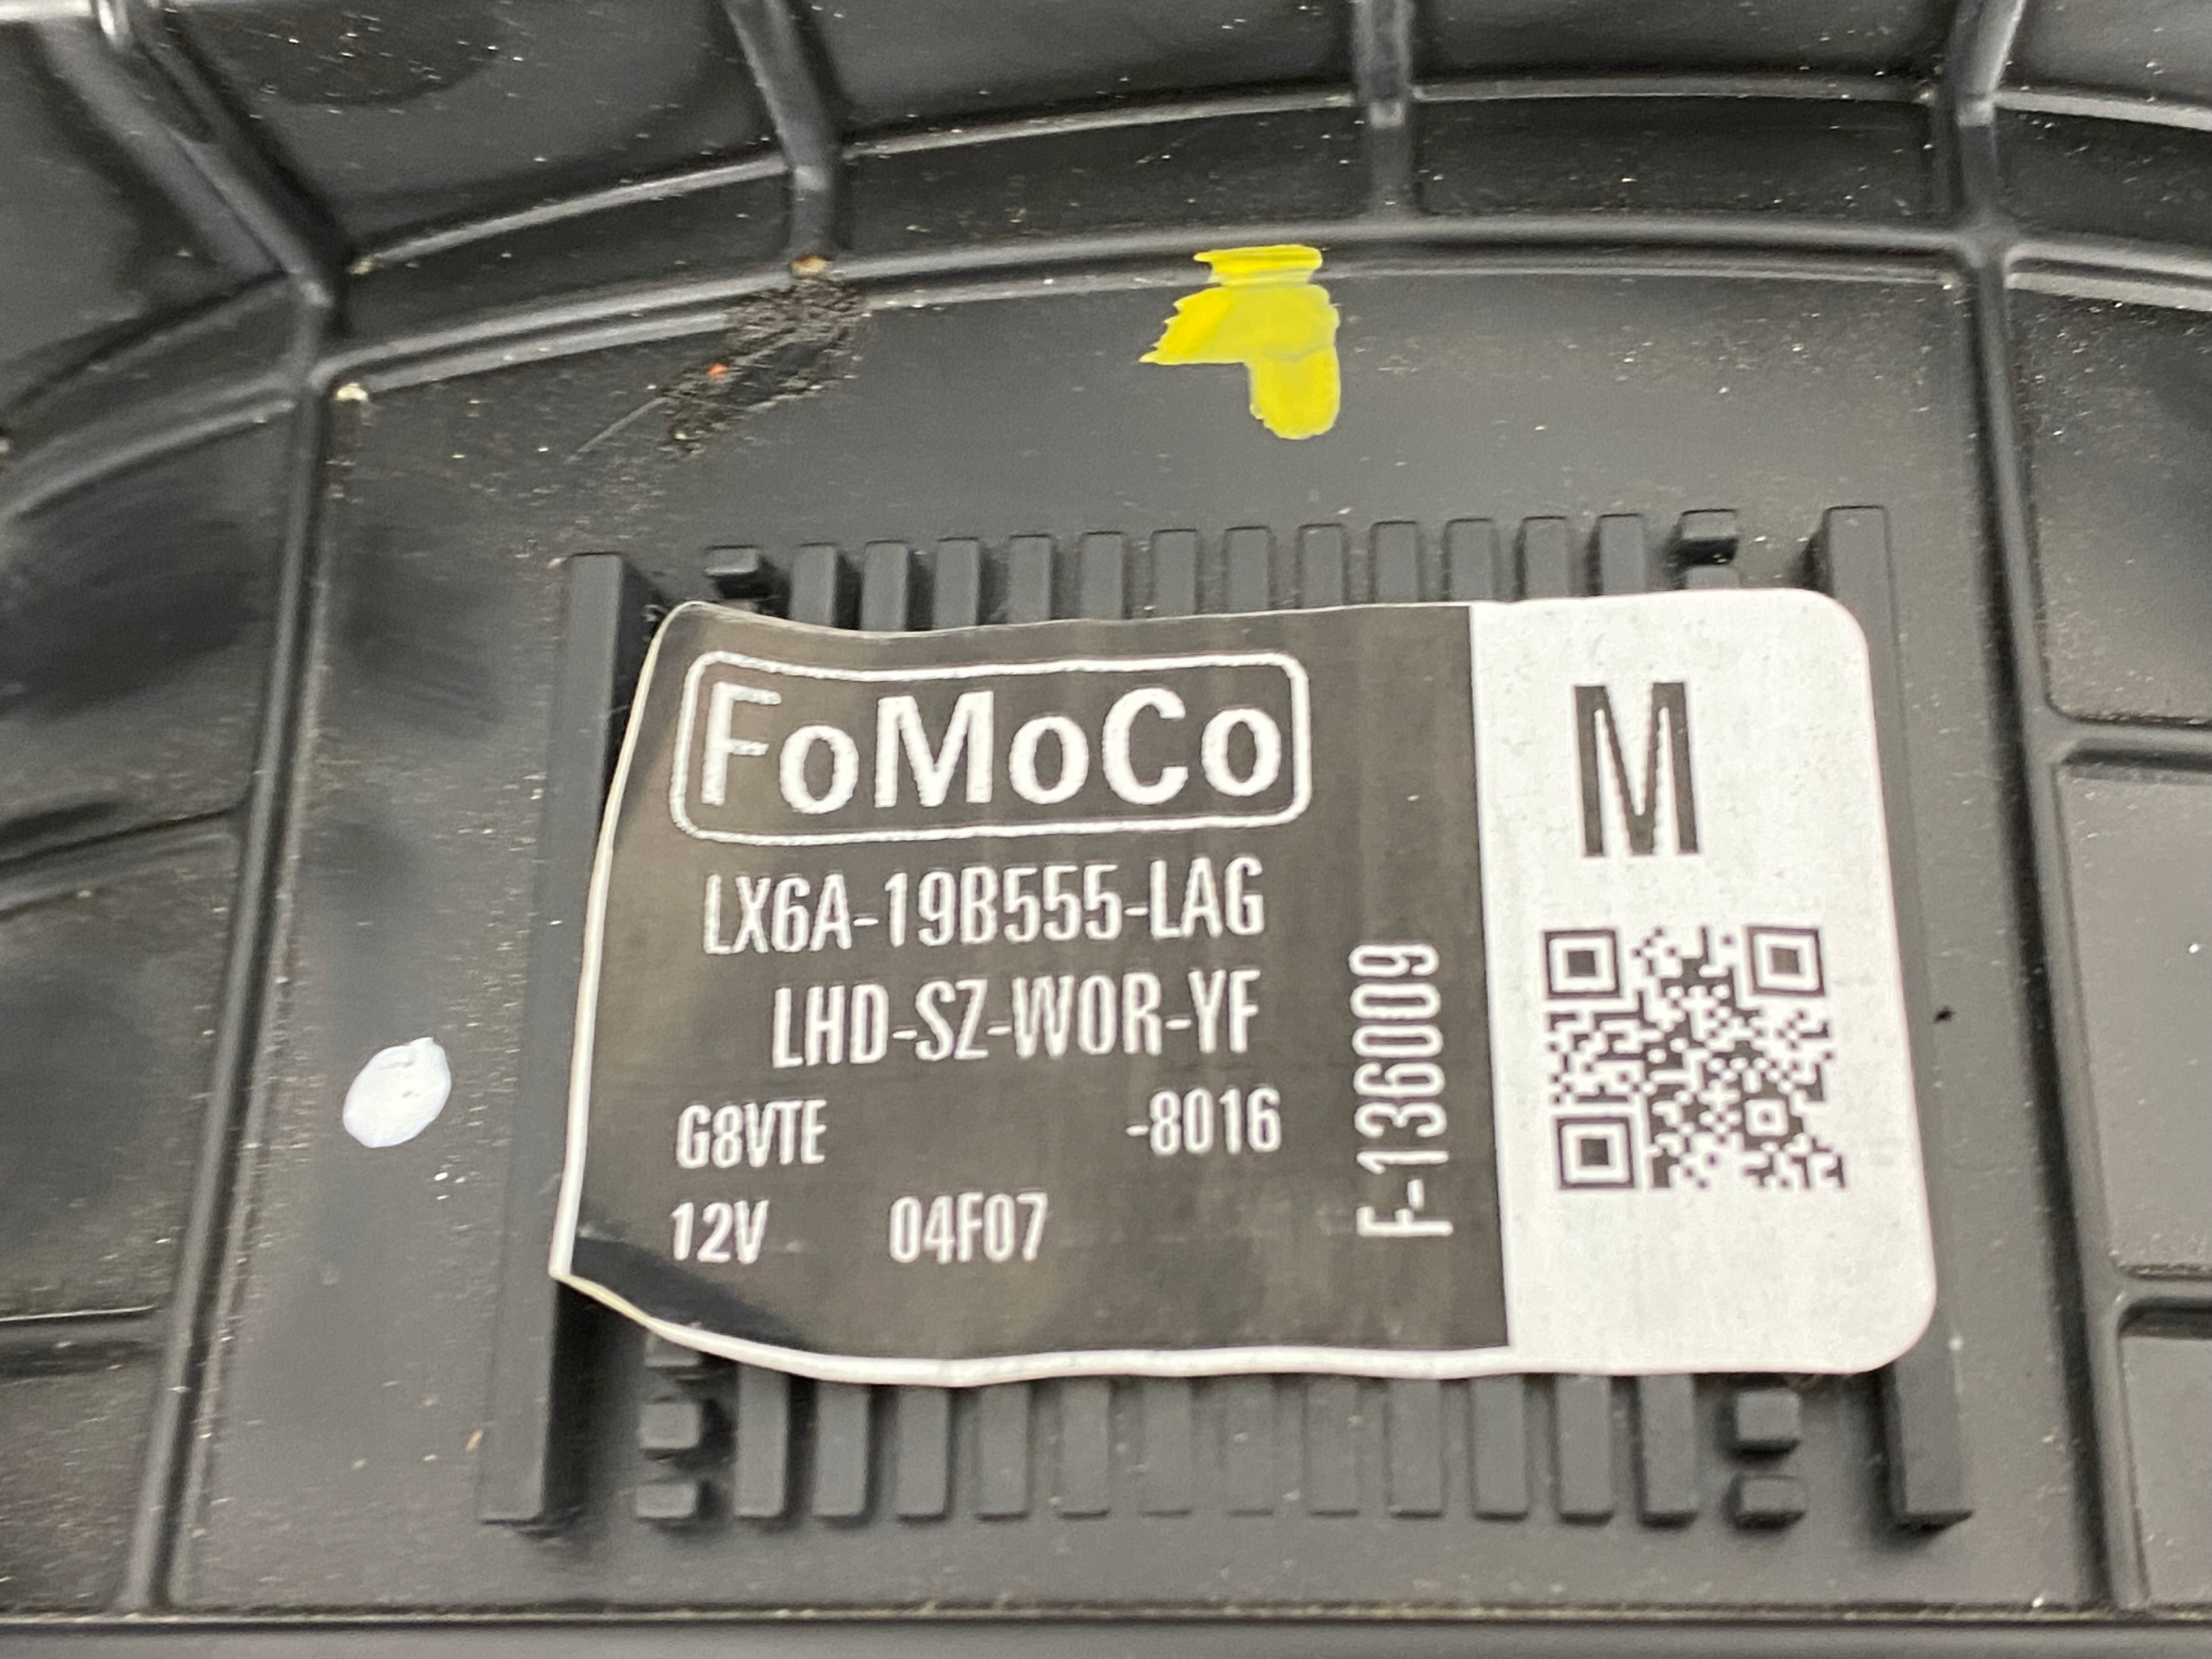 FoMoCo
LX6A-19B555-LAG
LHD-SZ-WOR-YF
G8VTE -8016
12V 04F07
F-136009
M